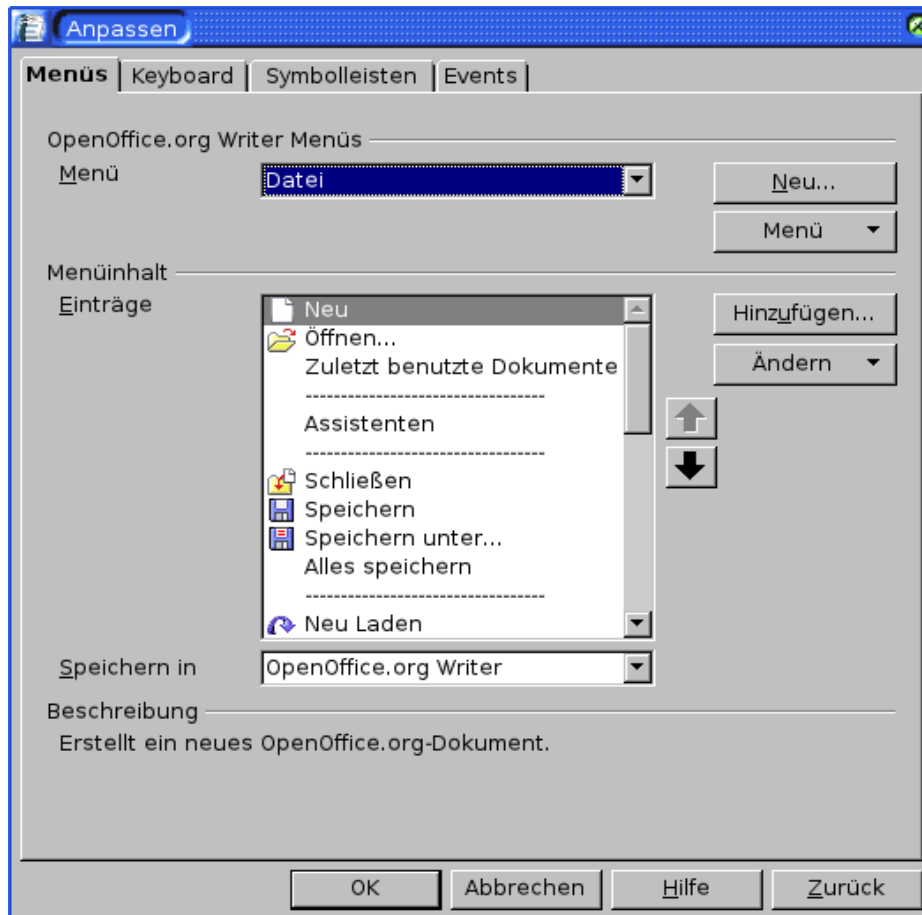 Anpassen
Menüs Keyboard Symbolleisten Events
OpenOffice.org Writer Menüs
Menü Datei Neu...
Menü
Menüinhalt
Einträge Neu Hinzufügen...
Öffnen...
Zuletzt benutzte Dokumente Ändern
----------------------------------
Assistenten
----------------------------------
Schließen
Speichern
Speichern unter...
Alles speichern
----------------------------------
Neu Laden
Speichern in OpenOffice.org Writer
Beschreibung
Erstellt ein neues OpenOffice.org-Dokument.
OK Abbrechen Hilfe Zurück